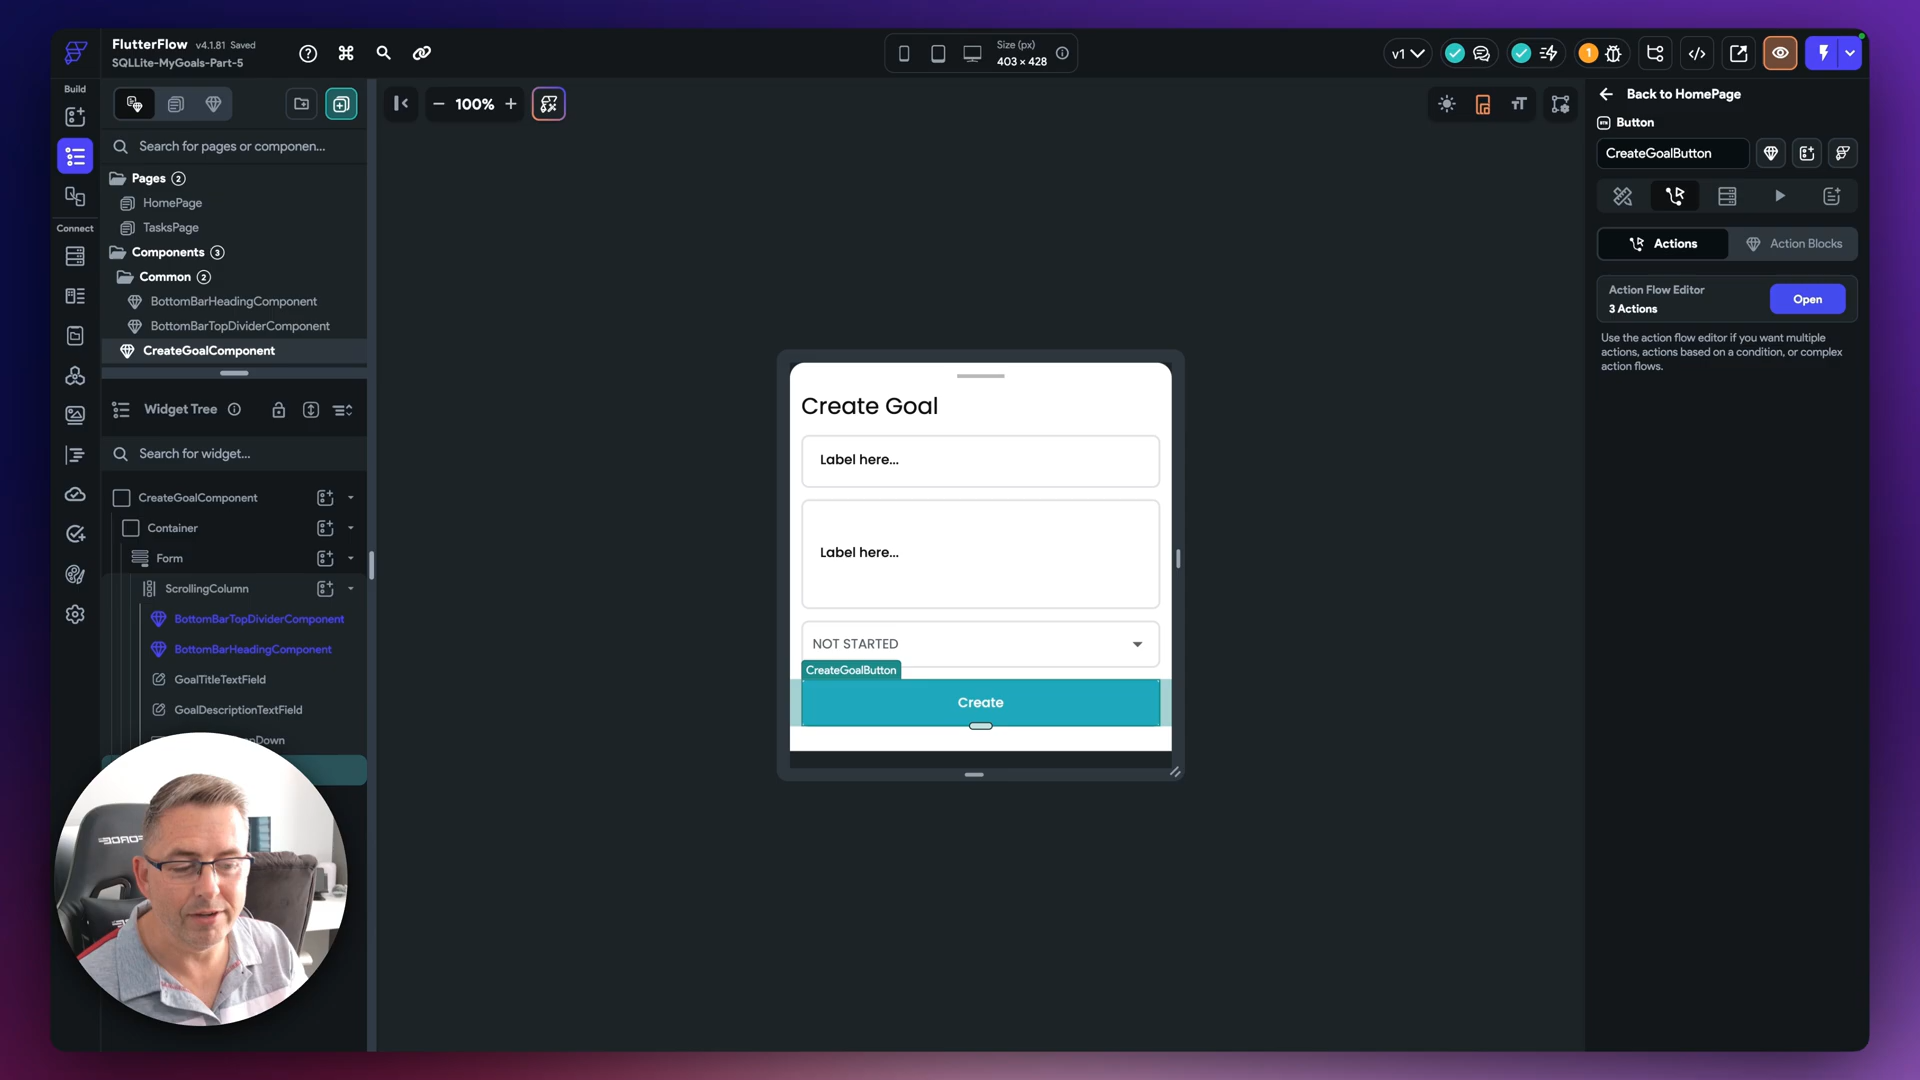 FlutterFlow v4.1.81 Saved
SQLLite-MyGoals-Part-5
Size (px)
403 × 428
v1
1
Build
Connect
100%
Search for pages or componen...
Pages 2
HomePage
TasksPage
Components 3
Common 2
BottomBarHeadingComponent
BottomBarTopDividerComponent
CreateGoalComponent
Widget Tree
Search for widget...
CreateGoalComponent
Container
Form
ScrollingColumn
BottomBarTopDividerComponent
BottomBarHeadingComponent
GoalTitleTextField
GoalDescriptionTextField
Create Goal
Label here...
Label here...
NOT STARTED
CreateGoalButton
Create
Back to HomePage
Button
CreateGoalButton
Actions
Action Blocks
Action Flow Editor
3 Actions
Open
Use the action flow editor if you want multiple
actions, actions based on a condition, or complex
action flows.